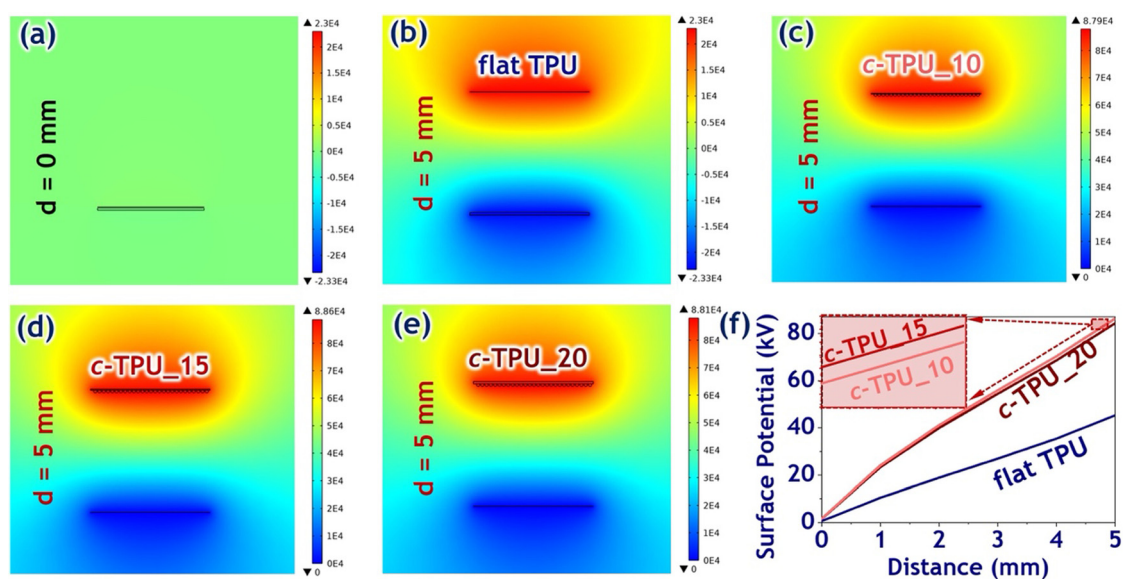 (a)
d = 0 mm
▲ 2.3E4
2E4
1.5E4
1E4
0.5E4
-0.5E4
-1E4
-1.5E4
-2E4
▼ -2.33E4
(b)
flat TPU
d = 5 mm
▲ 2.3E4
2E4
1.5E4
1E4
0.5E4
-0.5E4
-1E4
-1.5E4
-2E4
▼ -2.33E4
(c)
c-TPU_10
d = 5 mm
▲ 8.79E4
8E4
7E4
6E4
5E4
4E4
3E4
2E4
1E4
0E4
▼ 0
(d)
c-TPU_15
d = 5 mm
▲ 8.86E4
8E4
7E4
6E4
5E4
4E4
3E4
2E4
1E4
0E4
▼ 0
(e)
c-TPU_20
d = 5 mm
▲ 8.81E4
8E4
7E4
6E4
5E4
4E4
3E4
2E4
1E4
0E4
▼ 0
(f)
Surface Potential (kV)
80
60
40
20
0
c-TPU_15
c-TPU_10
c-TPU_20
flat TPU
0 1 2 3 4 5
Distance (mm)